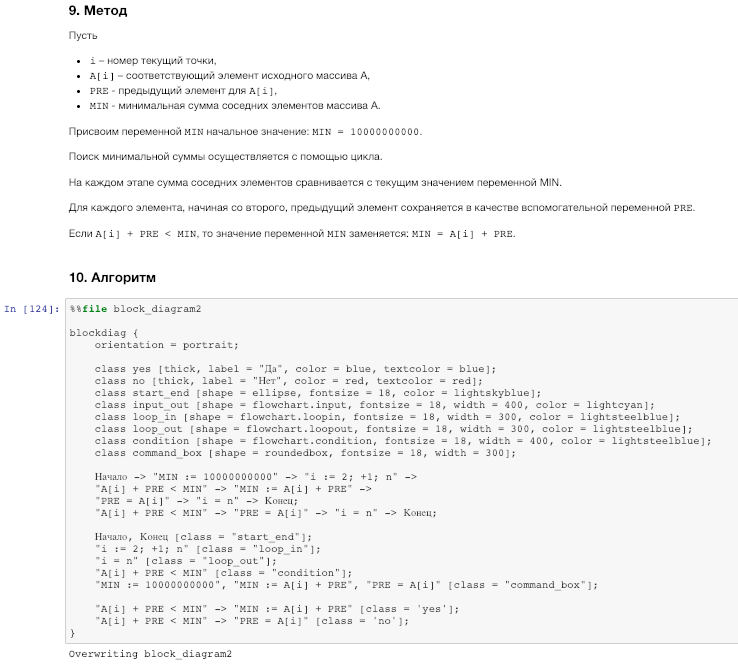 9. Метод
Пусть
• i – номер текущий точки,
• A[i] – соответствующий элемент исходного массива А,
• PRE - предыдущий элемент для A[i],
• MIN - минимальная сумма соседних элементов массива А.
Присвоим переменной MIN начальное значение: MIN = 10000000000.
Поиск минимальной суммы осуществляется с помощью цикла.
На каждом этапе сумма соседних элементов сравнивается с текущим значением переменной MIN.
Для каждого элемента, начиная со второго, предыдущий элемент сохраняется в качестве вспомогательной переменной PRE.
Если A[i] + PRE < MIN, то значение переменной MIN заменяется: MIN = A[i] + PRE.
10. Алгоритм
In [124]: %%file block_diagram2
blockdiag {
    orientation = portrait;
    class yes [thick, label = "Да", color = blue, textcolor = blue];
    class no [thick, label = "Нет", color = red, textcolor = red];
    class start_end [shape = ellipse, fontsize = 18, color = lightskyblue];
    class input_out [shape = flowchart.input, fontsize = 18, width = 400, color = lightcyan];
    class loop_in [shape = flowchart.loopin, fontsize = 18, width = 300, color = lightsteelblue];
    class loop_out [shape = flowchart.loopout, fontsize = 18, width = 300, color = lightsteelblue];
    class condition [shape = flowchart.condition, fontsize = 18, width = 400, color = lightsteelblue];
    class command_box [shape = roundedbox, fontsize = 18, width = 300];
    Начало -> "MIN := 10000000000" -> "i := 2; +1; n" ->
    "A[i] + PRE < MIN" -> "MIN := A[i] + PRE" ->
    "PRE = A[i]" -> "i = n" -> Конец;
    "A[i] + PRE < MIN" -> "PRE = A[i]" -> "i = n" -> Конец;
    Начало, Конец [class = "start_end"];
    "i := 2; +1; n" [class = "loop_in"];
    "i = n" [class = "loop_out"];
    "A[i] + PRE < MIN" [class = "condition"];
    "MIN := 10000000000", "MIN := A[i] + PRE", "PRE = A[i]" [class = "command_box"];
    "A[i] + PRE < MIN" -> "MIN := A[i] + PRE" [class = 'yes'];
    "A[i] + PRE < MIN" -> "PRE = A[i]" [class = 'no'];
}
Overwriting block_diagram2